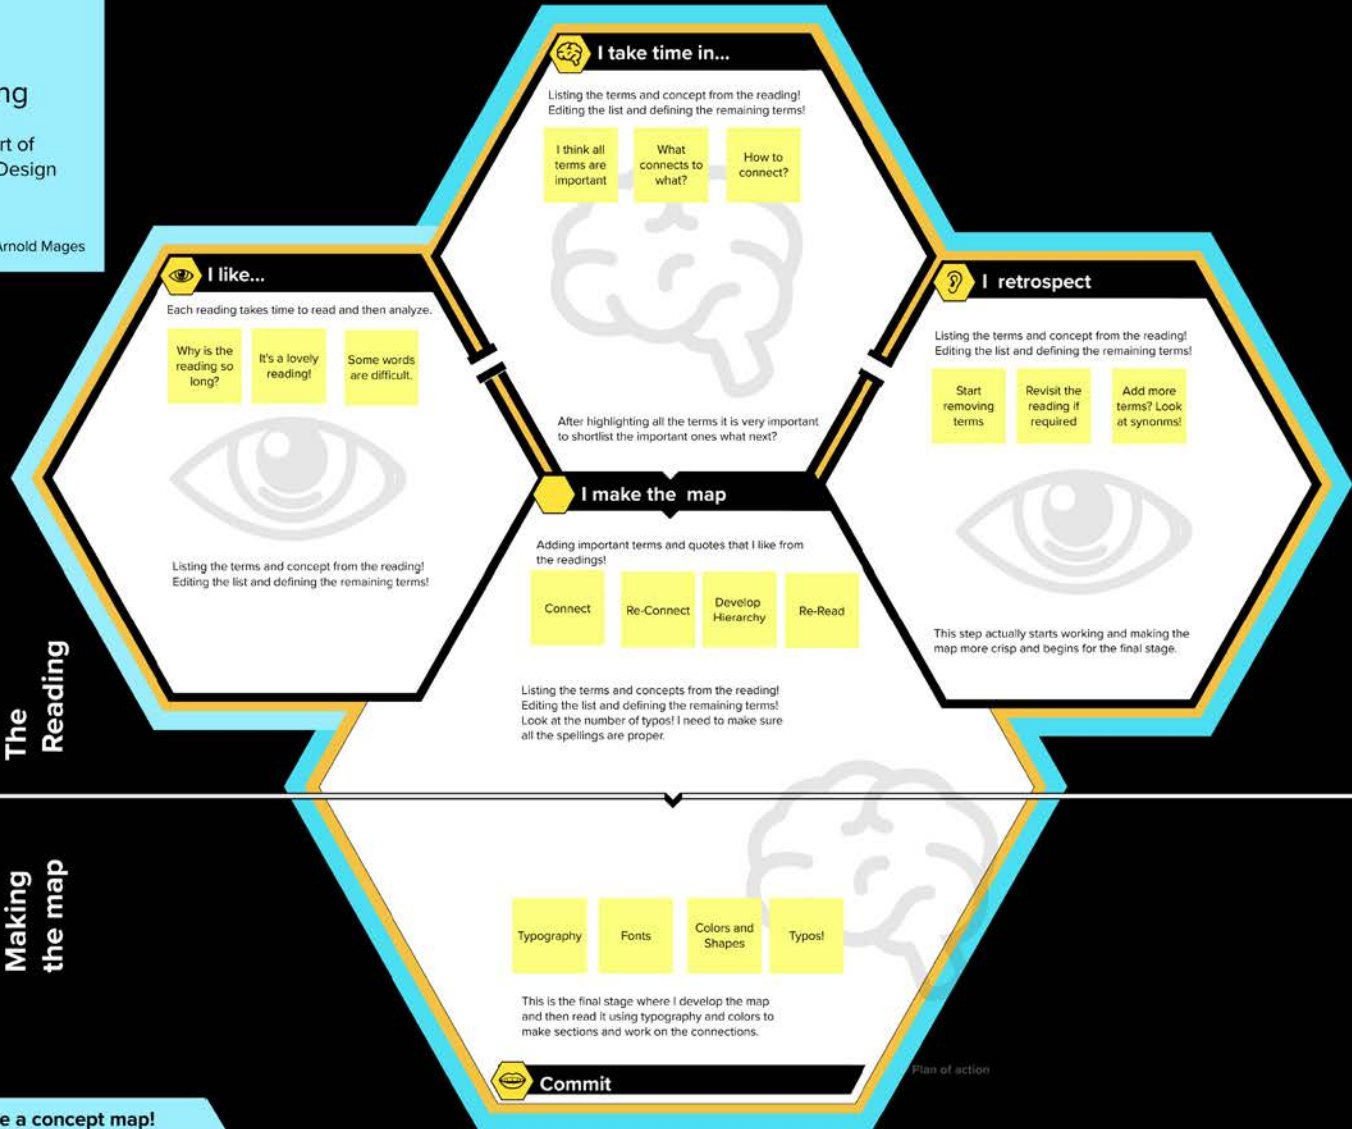 ng
rt of
Design
Arnold Mages
I take time in...
Listing the terms and concept from the reading!
Editing the list and defining the remaining terms!
I think all
terms are
important
What
connects to
what?
How to
connect?
After highlighting all the terms it is very important
to shortlist the important ones what next?
I like...
Each reading takes time to read and then analyze.
Why is the
reading so
long?
It's a lovely
reading!
Some words
are difficult.
Listing the terms and concept from the reading!
Editing the list and defining the remaining terms!
I retrospect
Listing the terms and concept from the reading!
Editing the list and defining the remaining terms!
Start
removing
terms
Revisit the
reading if
required
Add more
terms? Look
at synonms!
This step actually starts working and making the
map more crisp and begins for the final stage.
I make the map
Adding important terms and quotes that I like from
the readings!
Connect
Re-Connect
Develop
Hierarchy
Re-Read
Listing the terms and concepts from the reading!
Editing the list and defining the remaining terms!
Look at the number of typos! I need to make sure
all the spellings are proper.
The
Reading
Making
the map
Typography
Fonts
Colors and
Shapes
Typos!
This is the final stage where I develop the map
and then read it using typography and colors to
make sections and work on the connections.
Commit
Plan of action
e a concept map!